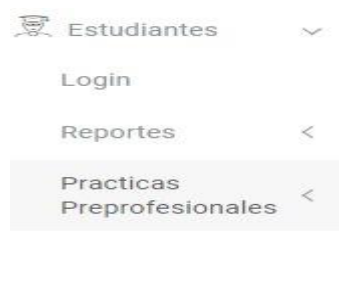 Estudiantes
Login
Reportes
Practicas
Preprofesionales